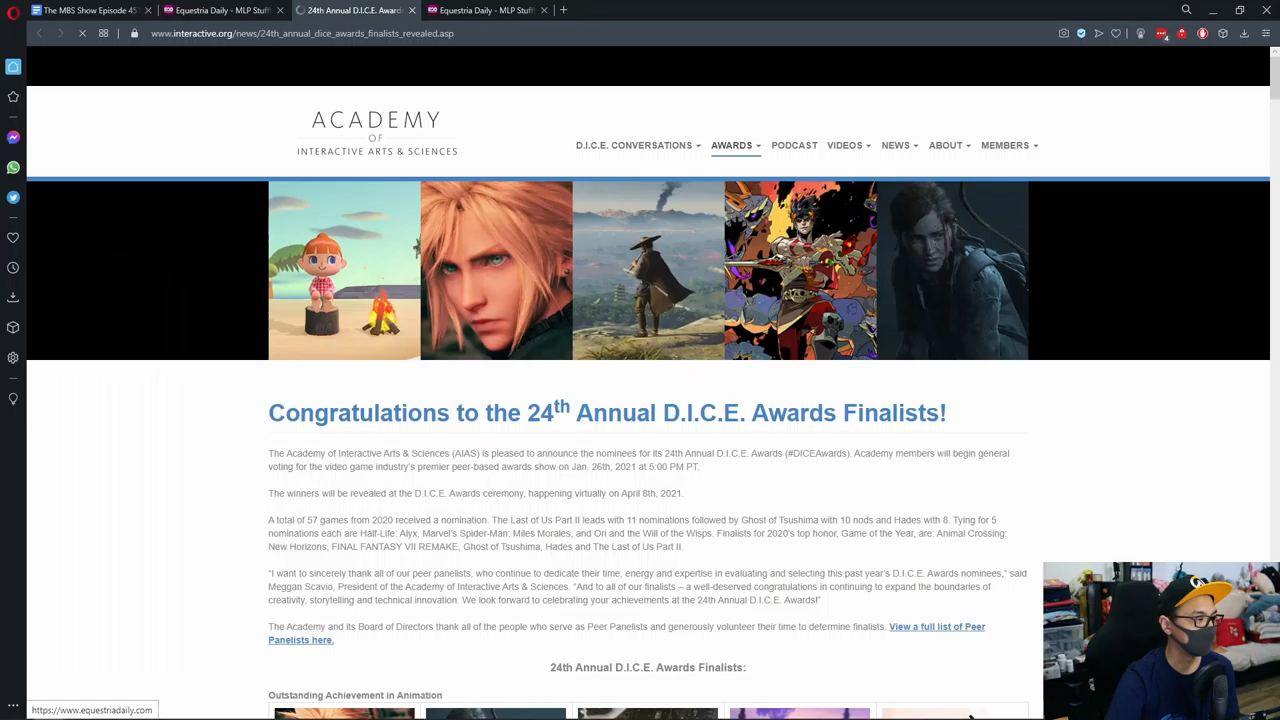 The MBS Show Episode 45
MLP Stuff!
24th Annual DICE Awards
EQD MLP Season
www.interactive.org/news/24th_annual_dice_awards_finalists_revealed.asp
ACADEMY
OF
INTERACTIVE ARTS & SCIENCES
D.I.C.E. CONVERSATIONS AWARDS PODCAST VIDEOS NEWS ABOUT MEMBERS
Congratulations to the 24th Annual D.I.C.E. Awards Finalists!
The Academy of Interactive Arts & Sciences (AIAS) is pleased to announce the nominees for its 24th Annual D.I.C.E. Awards (#DICEAwards). Academy members will begin general
voting for the video game industry's premier peer-based awards show on Jan. 26th, 2021 at 5:00 PM PT.
The winners will be revealed at the D.I.C.E. Awards ceremony, happening virtually on April 8th, 2021.
A total of 57 games from 2020 received a nomination. The Last of Us Part II leads with 11 nominations followed by Ghost of Tsushima with 10 nods and Hades with 8. Tying for 5
nominations each are Half-Life: Alyx, Marvel's Spider-Man: Miles Morales, and Ori and the Will of the Wisps. Finalists for 2020's top honor, Game of the Year, are: Animal Crossing:
New Horizons, FINAL FANTASY VII REMAKE, Ghost of Tsushima, Hades and The Last of Us Part II.
“I want to sincerely thank all of our peer panelists, who continue to dedicate their time, energy and expertise in evaluating and selecting this past year's D.I.C.E. Awards nominees,” said
Meggan Scavio, President of the Academy of Interactive Arts & Sciences. “And to all of our finalists – a well-deserved congratulations in continuing to expand the boundaries of
creativity, storytelling and technical innovation. We look forward to celebrating your achievements at the 24th Annual D.I.C.E. Awards!”
The Academy and its Board of Directors thank all of the people who serve as Peer Panelists and generously volunteer their time to determine finalists. View a full list of Peer
Panelists here.
24th Annual D.I.C.E. Awards Finalists:
Outstanding Achievement in Animation
https://www.equestriadaily.com